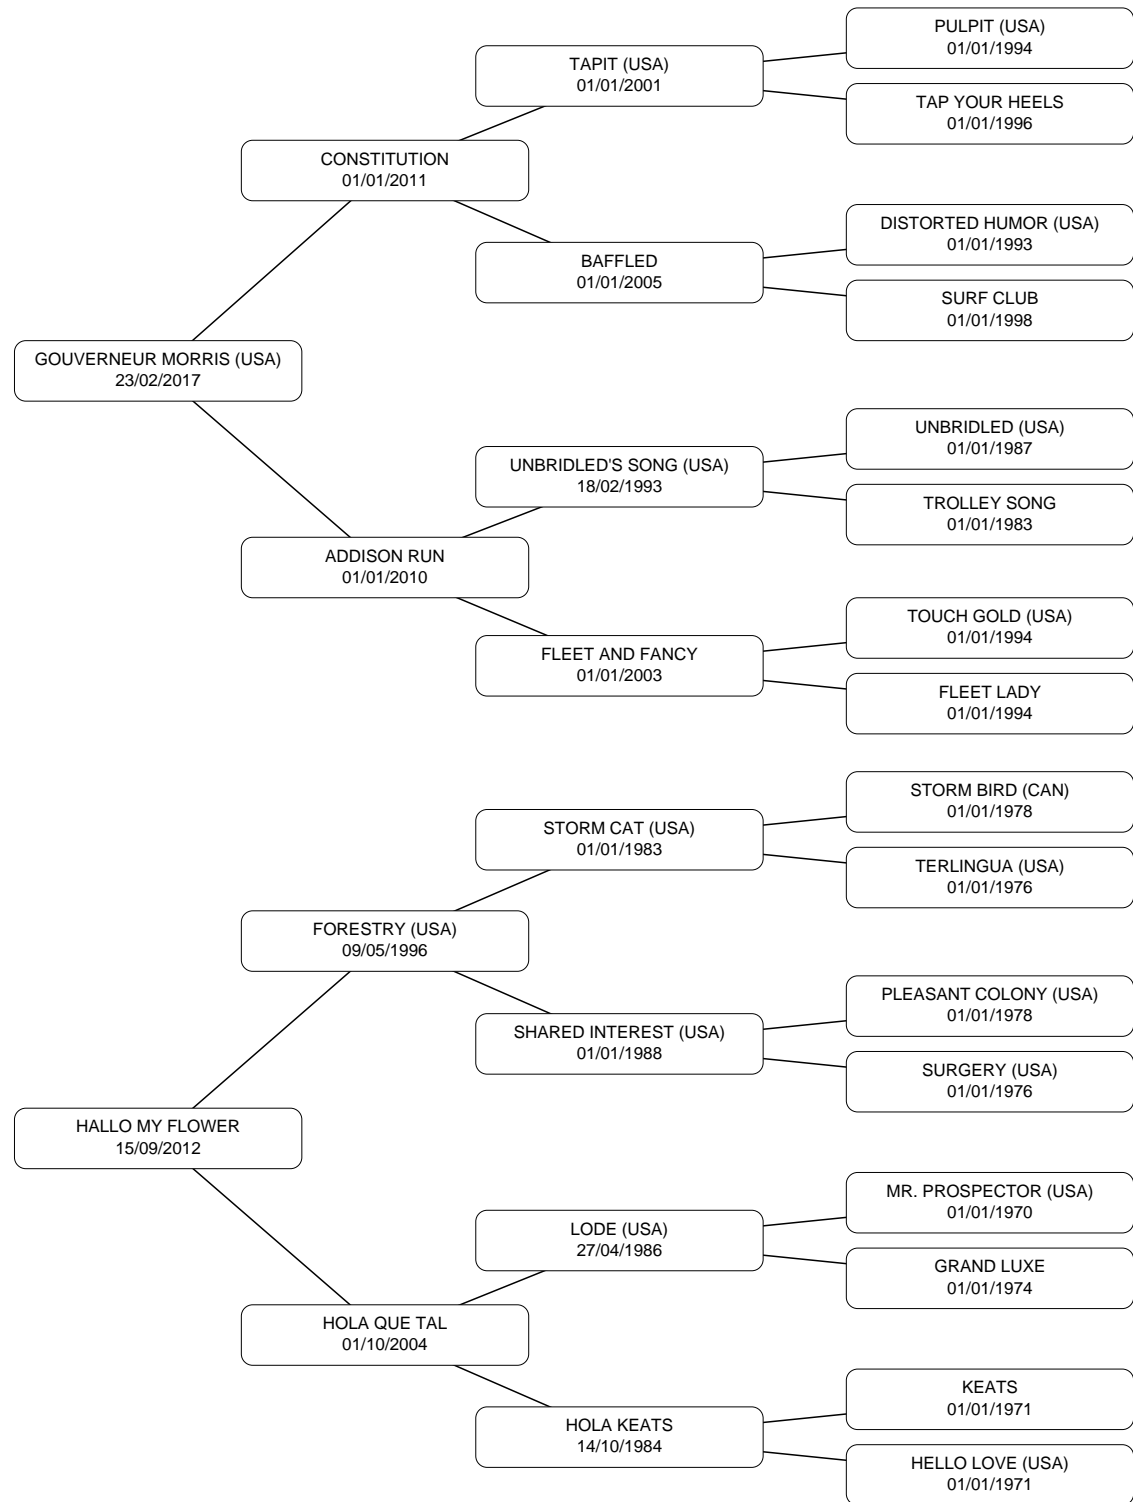 PULPIT (USA)
01/01/1994
TAPIT (USA)
01/01/2001
TAP YOUR HEELS
01/01/1996
CONSTITUTION
01/01/2011
DISTORTED HUMOR (USA)
01/01/1993
BAFFLED
01/01/2005
SURF CLUB
01/01/1998
GOUVERNEUR MORRIS (USA)
23/02/2017
UNBRIDLED (USA)
01/01/1987
UNBRIDLED'S SONG (USA)
18/02/1993
TROLLEY SONG
01/01/1983
ADDISON RUN
01/01/2010
TOUCH GOLD (USA)
01/01/1994
FLEET AND FANCY
01/01/2003
FLEET LADY
01/01/1994
STORM BIRD (CAN)
01/01/1978
STORM CAT (USA)
01/01/1983
TERLINGUA (USA)
01/01/1976
FORESTRY (USA)
09/05/1996
PLEASANT COLONY (USA)
01/01/1978
SHARED INTEREST (USA)
01/01/1988
SURGERY (USA)
01/01/1976
HALLO MY FLOWER
15/09/2012
MR. PROSPECTOR (USA)
01/01/1970
LODE (USA)
27/04/1986
GRAND LUXE
01/01/1974
HOLA QUE TAL
01/10/2004
KEATS
01/01/1971
HOLA KEATS
14/10/1984
HELLO LOVE (USA)
01/01/1971